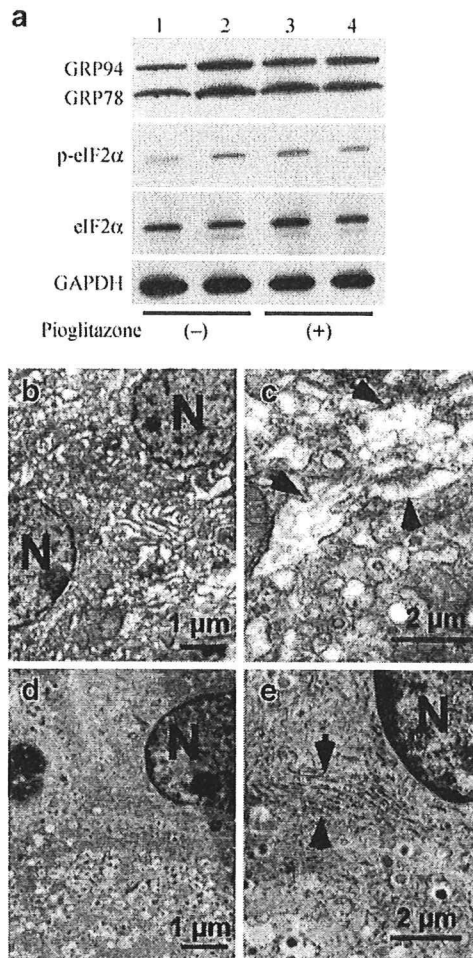 a
1 2 3 4
GRP94
GRP78
p-eIF2α
eIF2α
GAPDH
Pioglitazone (−) (+)
b N N 1 μm
c 2 μm
d N 1 μm
e N 2 μm